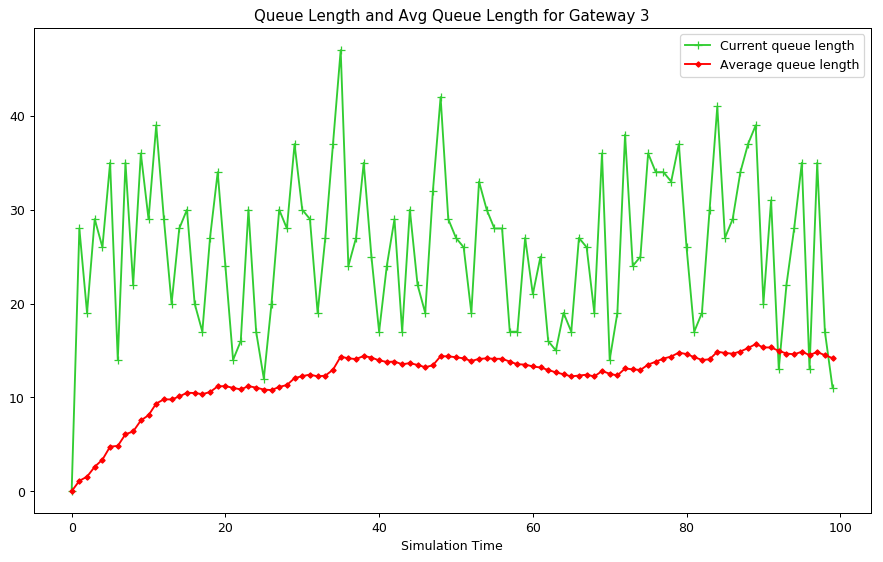 Queue Length and Avg Queue Length for Gateway 3
Current queue length
Average queue length
40
30
20
10
0
0 20 40 60 80 100
Simulation Time